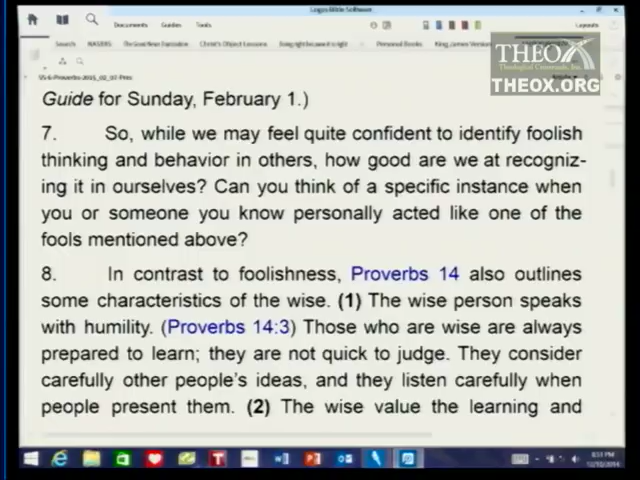 Logos Bible Software
Documents Guides Tools Layouts
Search NASB95 The Good News Translation Christ's Object Lessons Doing right because it is right Personal Books King James Version
THEOX
THEOX.ORG
Guide for Sunday, February 1.)
7. So, while we may feel quite confident to identify foolish
thinking and behavior in others, how good are we at recogniz-
ing it in ourselves? Can you think of a specific instance when
you or someone you know personally acted like one of the
fools mentioned above?
8. In contrast to foolishness, Proverbs 14 also outlines
some characteristics of the wise. (1) The wise person speaks
with humility. (Proverbs 14:3) Those who are wise are always
prepared to learn; they are not quick to judge. They consider
carefully other people's ideas, and they listen carefully when
people present them. (2) The wise value the learning and